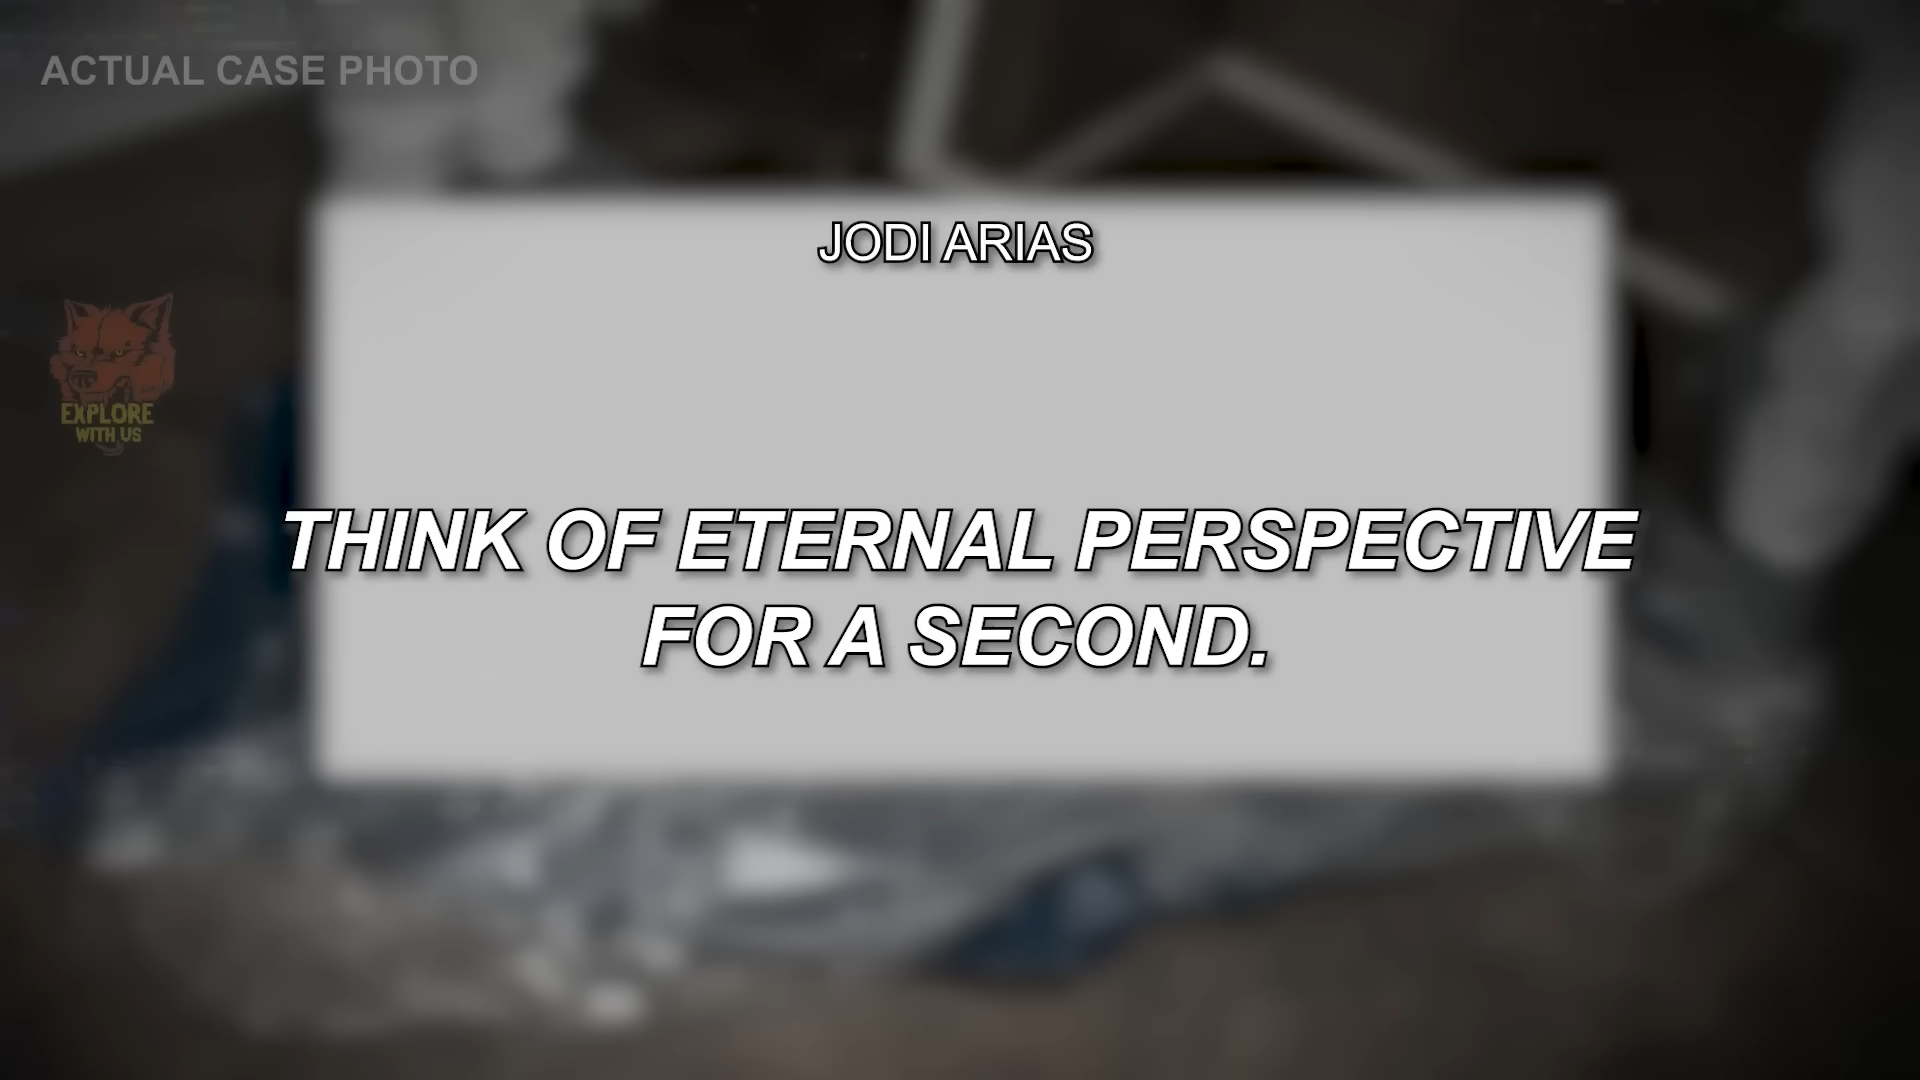 ACTUAL CASE PHOTO
JODI ARIAS
EXPLORE
WITH US
THINK OF ETERNAL PERSPECTIVE
FOR A SECOND.